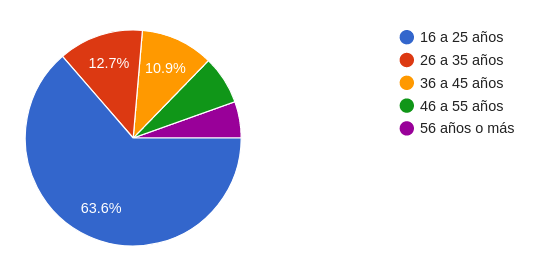 12.7%
10.9%
63.6%
16 a 25 años
26 a 35 años
36 a 45 años
46 a 55 años
56 años o más